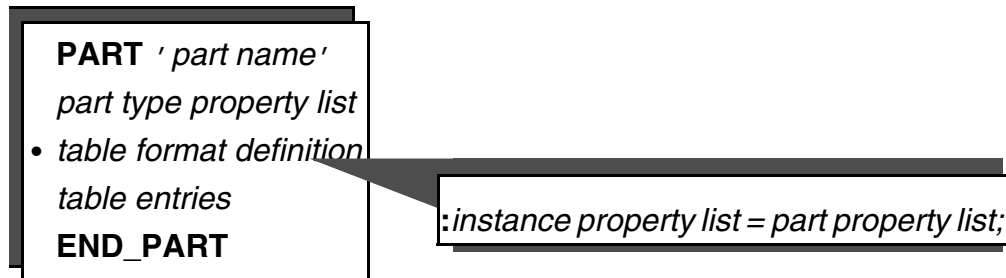 PART ' part name'
part type property list
• table format definition
table entries
END_PART
:instance property list = part property list;